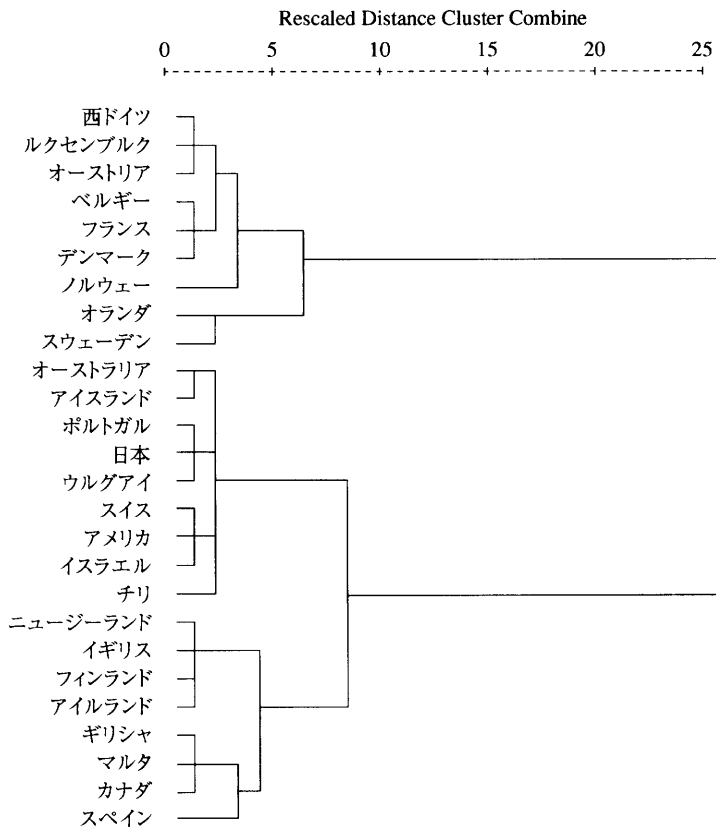 Rescaled Distance Cluster Combine
0 5 10 15 20 25
西ドイツ
ルクセンブルク
オーストリア
ベルギー
フランス
デンマーク
ノルウェー
オランダ
スウェーデン
オーストラリア
アイスランド
ポルトガル
日本
ウルグアイ
スイス
アメリカ
イスラエル
チリ
ニュージーランド
イギリス
フィンランド
アイルランド
ギリシャ
マルタ
カナダ
スペイン